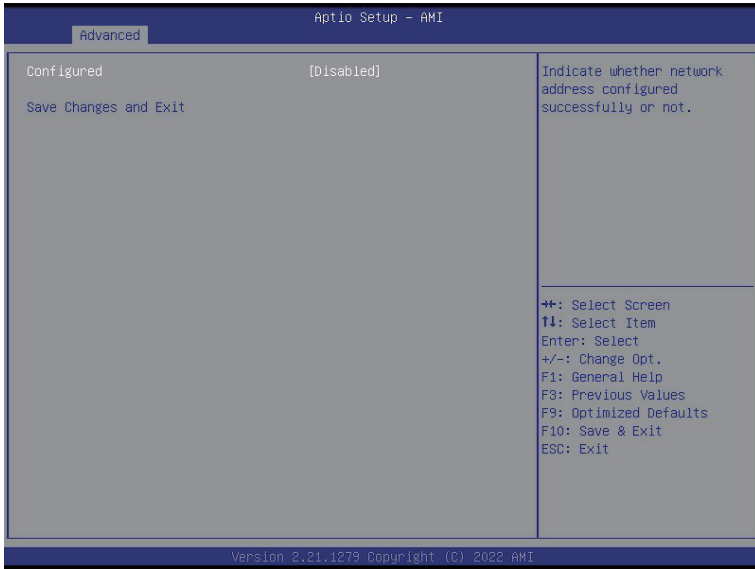 Aptio Setup – AMI
Advanced
Configured [Disabled]
Save Changes and Exit
Indicate whether network
address configured
successfully or not.
→←: Select Screen
↑↓: Select Item
Enter: Select
+/-: Change Opt.
F1: General Help
F3: Previous Values
F9: Optimized Defaults
F10: Save & Exit
ESC: Exit
Version 2.21.1279 Copyright (C) 2022 AMI